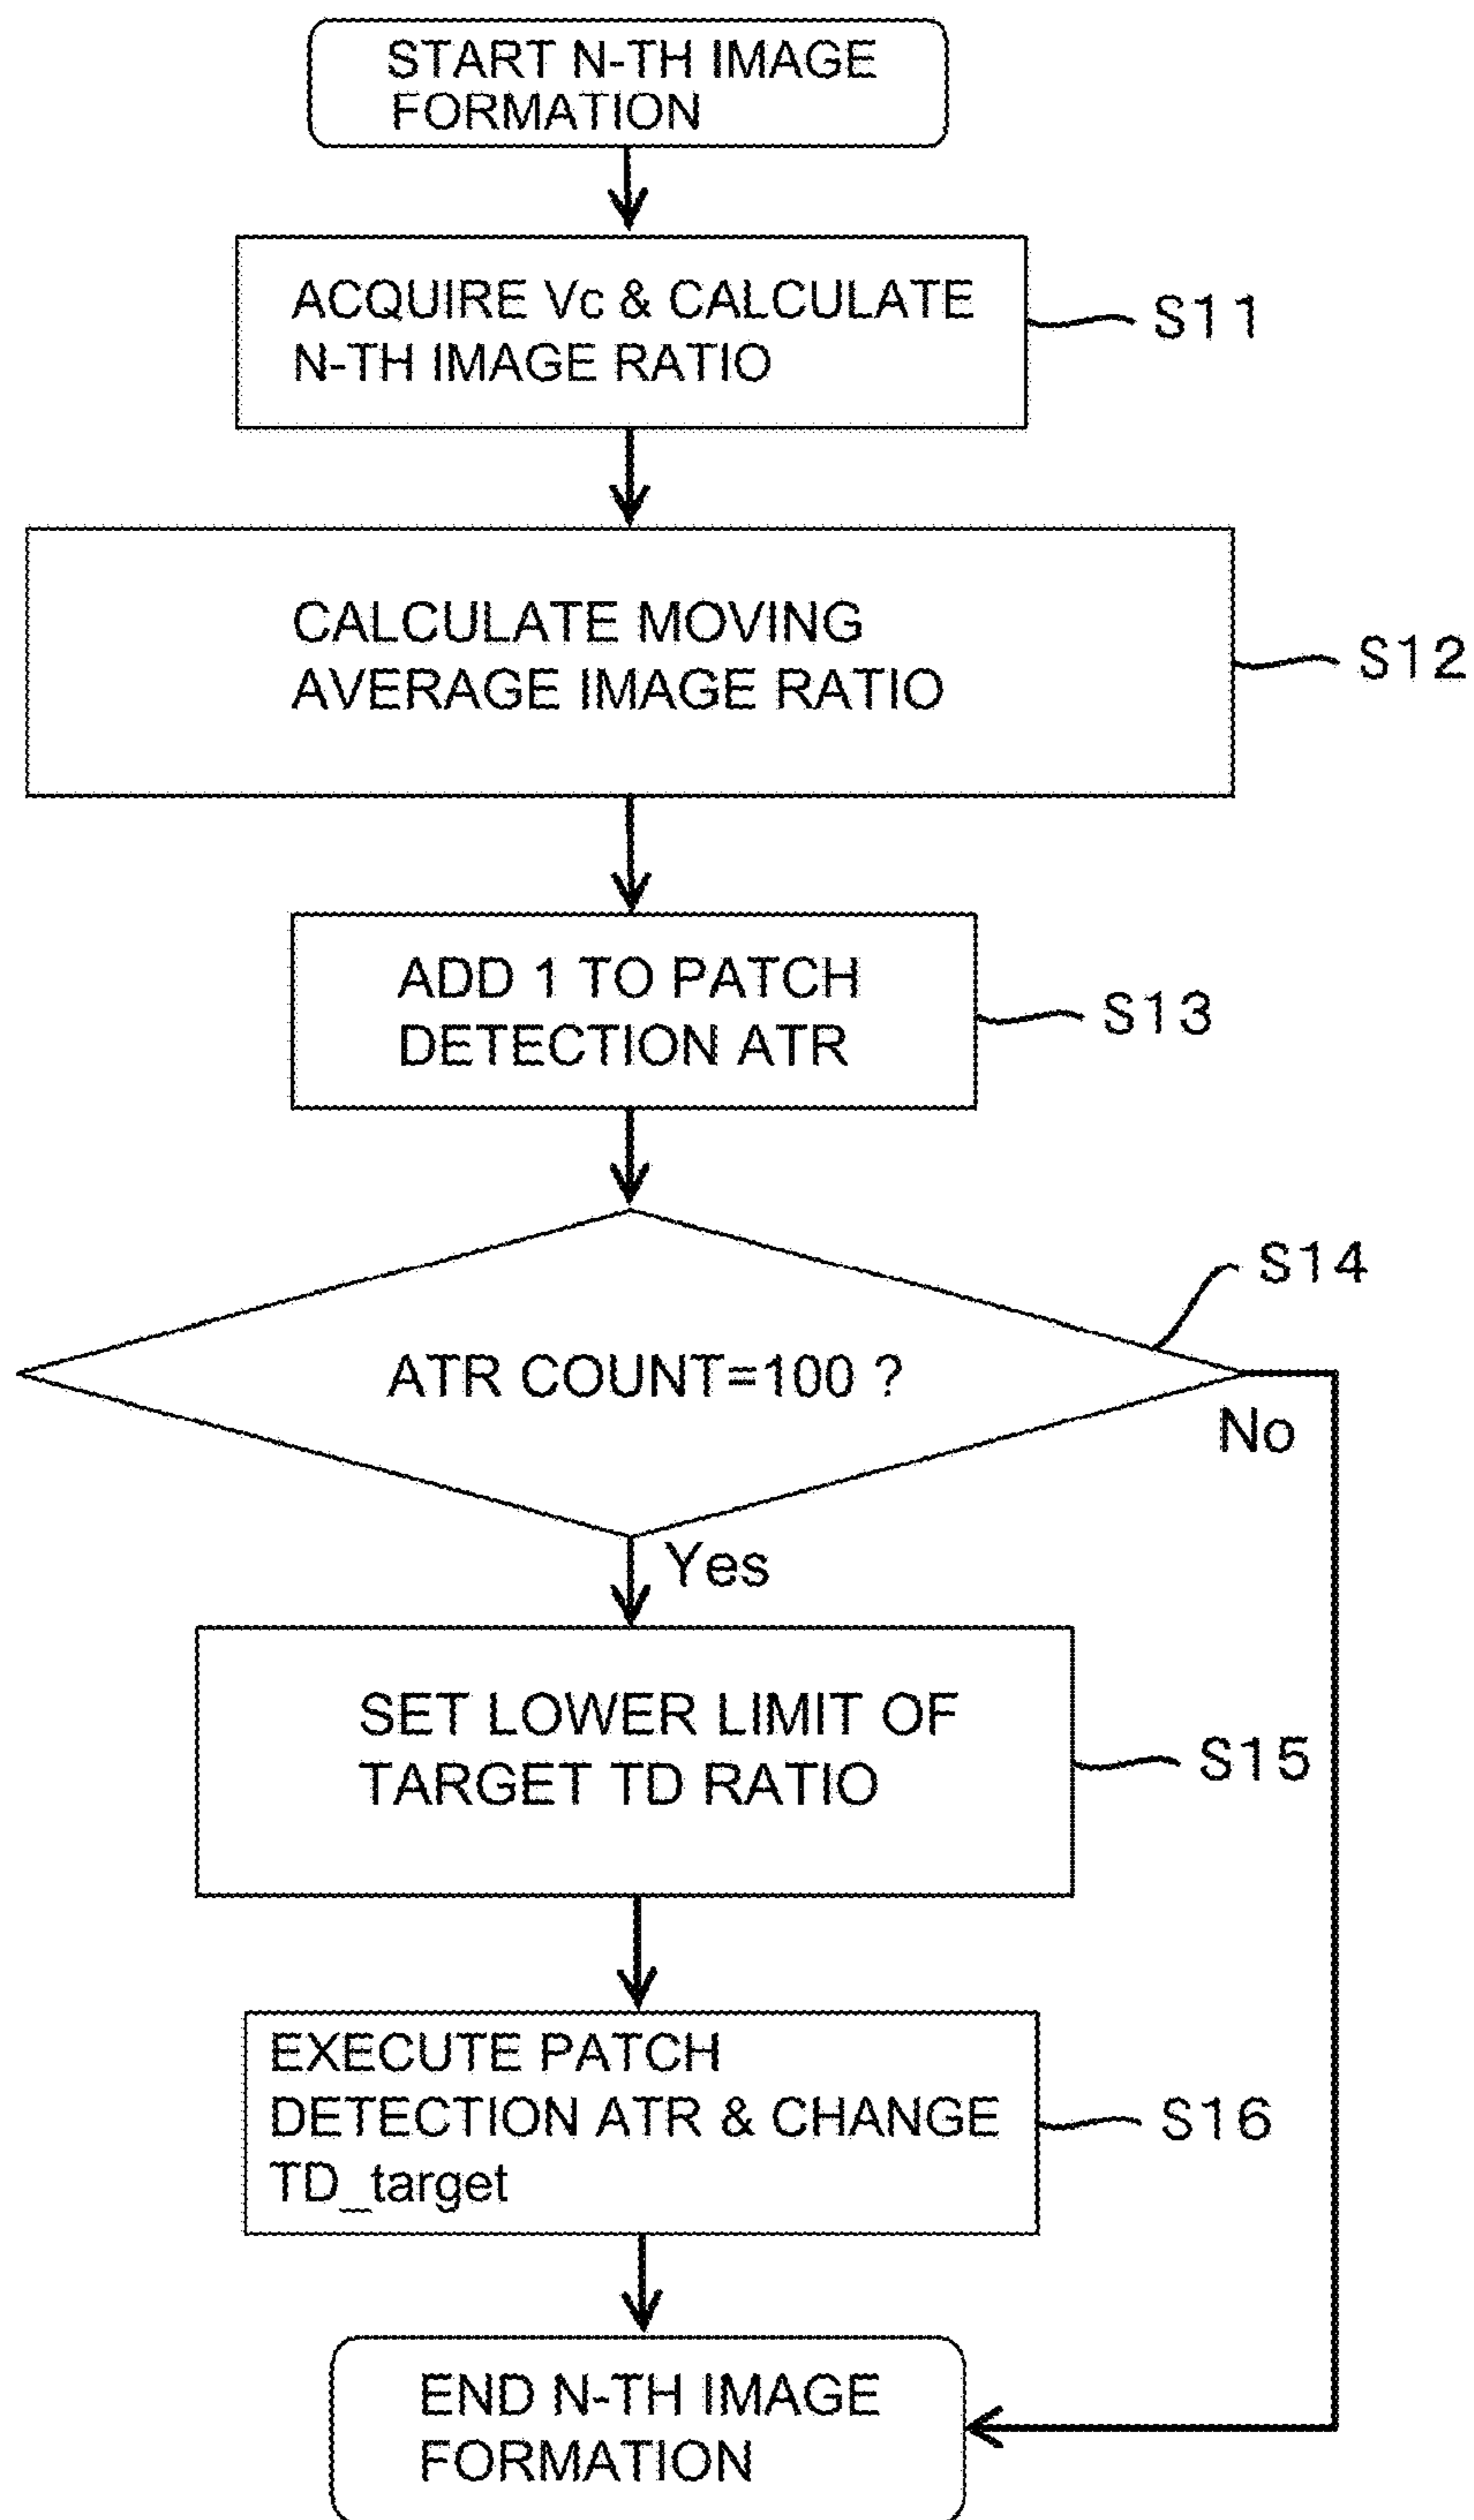 START N-TH IMAGE
FORMATION
ACQUIRE Vc & CALCULATE
N-TH IMAGE RATIO
S11
CALCULATE MOVING
AVERAGE IMAGE RATIO
S12
ADD 1 TO PATCH
DETECTION ATR
S13
S14
ATR COUNT=100 ?
No
Yes
SET LOWER LIMIT OF
TARGET TD RATIO
S15
EXECUTE PATCH
DETECTION ATR & CHANGE
TD_target
S16
END N-TH IMAGE
FORMATION